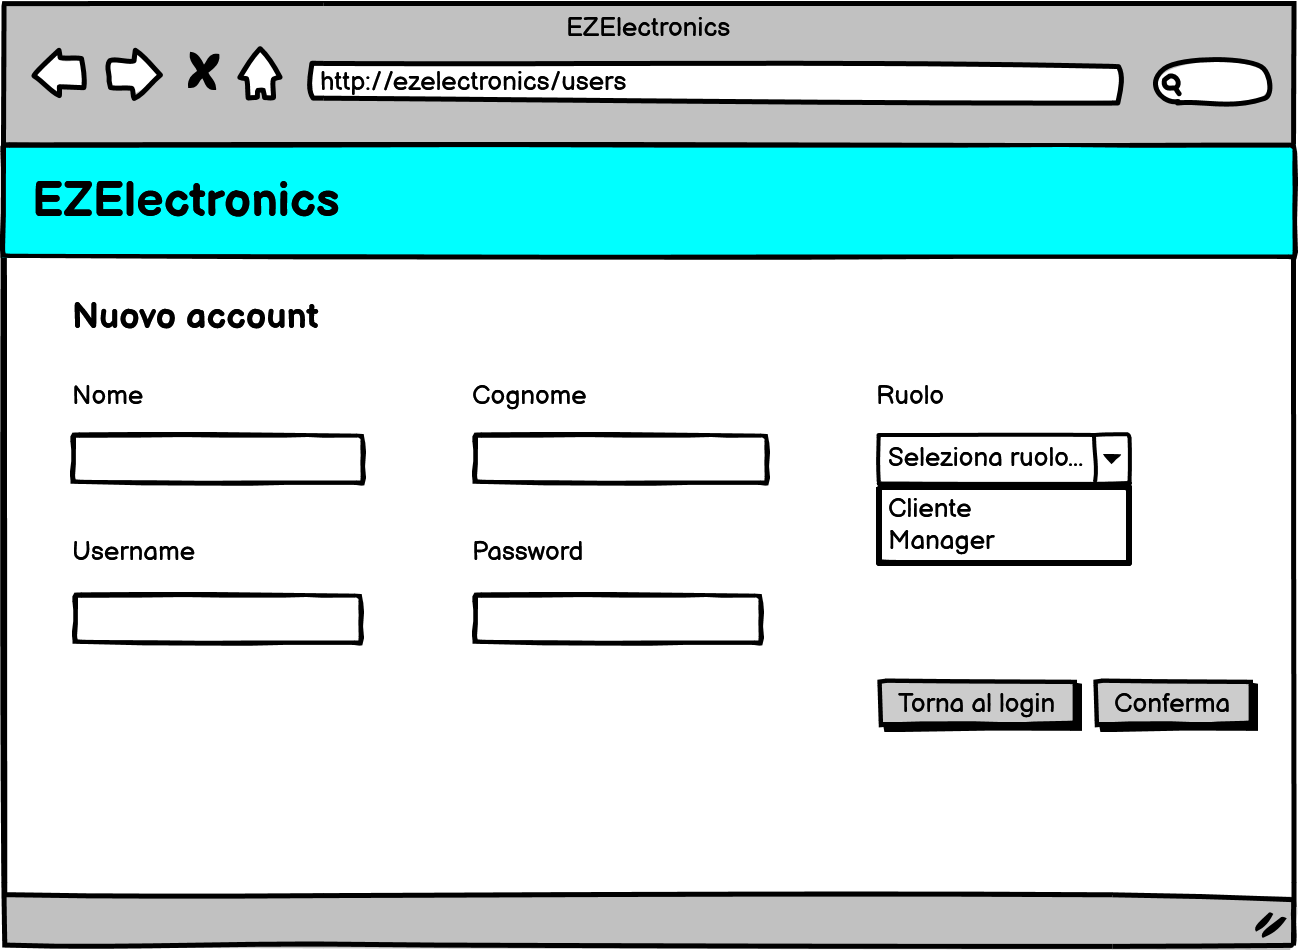 EZElectronics
http://ezelectronics/users
EZElectronics
Nuovo account
Nome
Cognome
Ruolo
Seleziona ruolo...
Cliente
Manager
Username
Password
Torna al login
Conferma